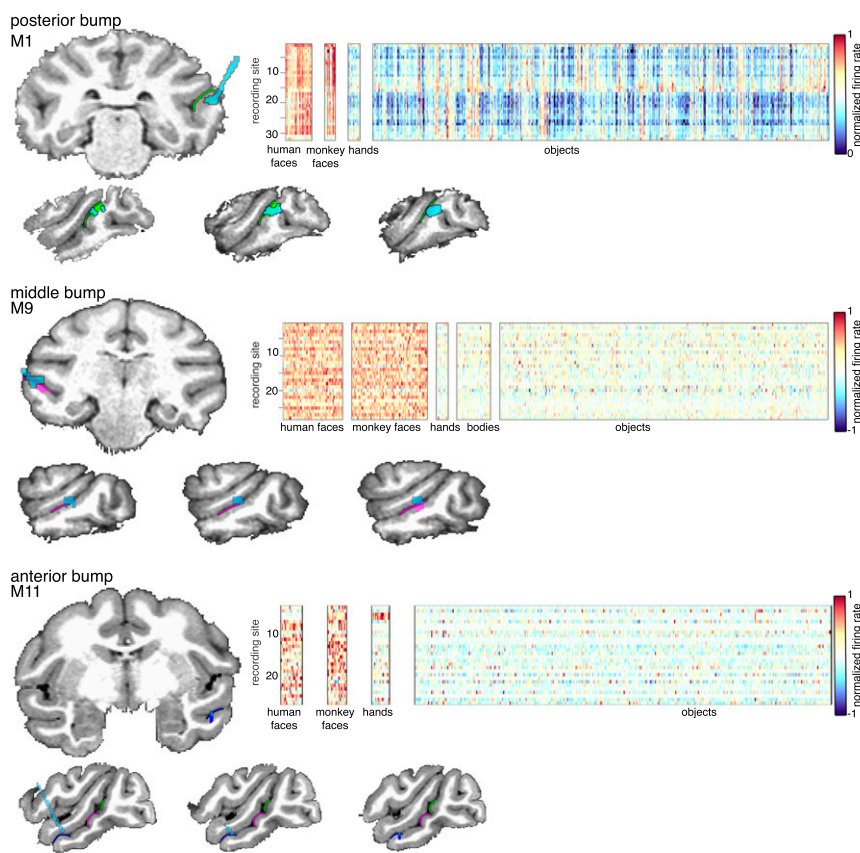 posterior bump
M1
recording site
10
20
30
human faces
monkey faces
hands
objects
1
0
normalized firing rate
middle bump
M9
recording site
10
20
human faces
monkey faces
hands
bodies
objects
1
-1
normalized firing rate
anterior bump
M11
recording site
10
20
human faces
monkey faces
hands
objects
1
-1
normalized firing rate